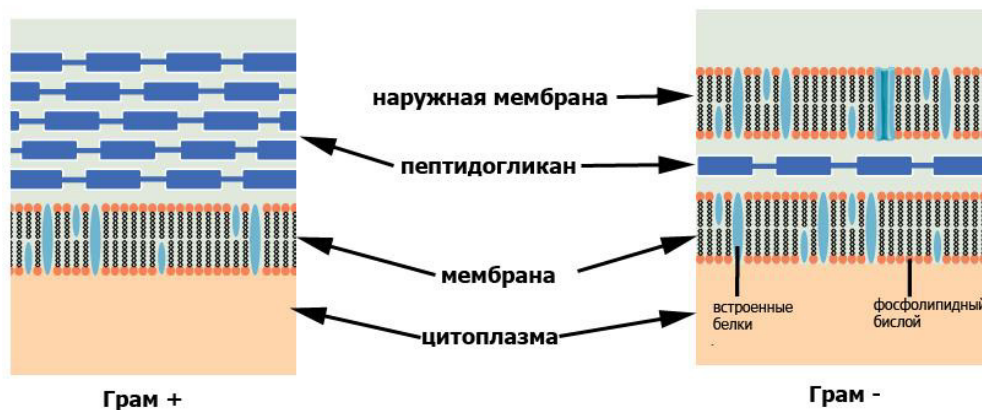 наружная мембрана
пептидогликан
мембрана
цитоплазма
встроенные
белки
фосфолипидный
бислой
Грам +
Грам -